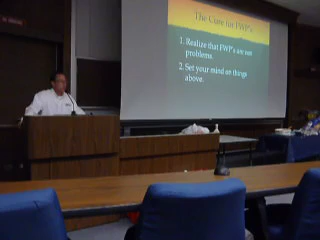 The Cure for FWP's:
1. Realize that FWP's are not
problems.
2. Set your mind on things
above.